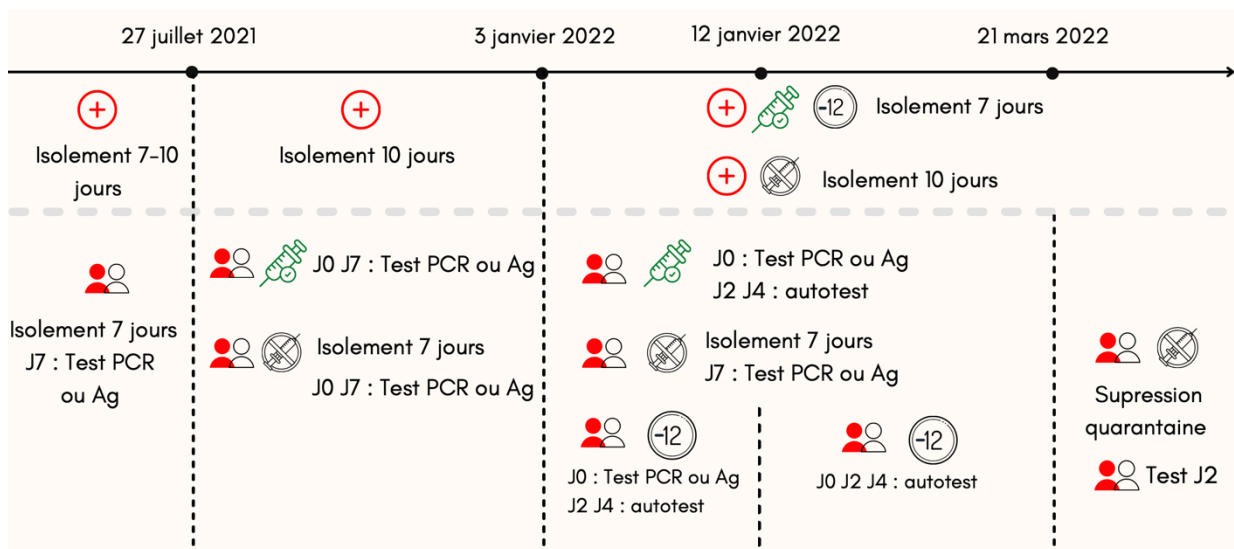 27 juillet 2021
3 janvier 2022
12 janvier 2022
21 mars 2022
Isolement 7-10
jours
Isolement 10 jours
-12
Isolement 7 jours
Isolement 10 jours
Isolement 7 jours
J7 : Test PCR
ou Ag
J0 J7 : Test PCR ou Ag
Isolement 7 jours
J0 J7 : Test PCR ou Ag
J0 : Test PCR ou Ag
J2 J4 : autotest
Isolement 7 jours
J7 : Test PCR ou Ag
-12
J0 : Test PCR ou Ag
J2 J4 : autotest
-12
J0 J2 J4 : autotest
Supression
quarantaine
Test J2